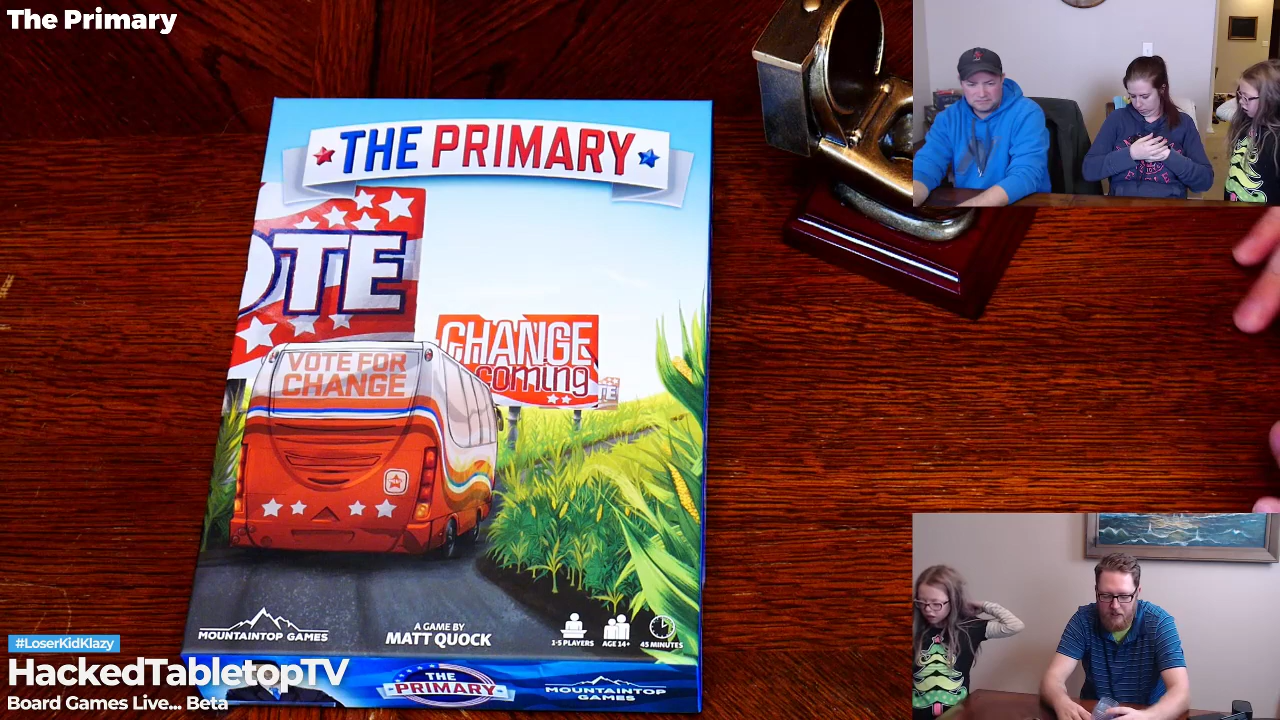 The Primary
THE PRIMARY
OTE
CHANGE
coming
TE
VOTE FOR
CHANGE
MOUNTAINTOP GAMES
A GAME BY
MATT QUOCK
1-5 PLAYERS
AGE 14+
45 MINUTES
THE
PRIMARY
MOUNTAINTOP
GAMES
#LoserKidKlazy
HackedTabletopTV
Board Games Live... Beta